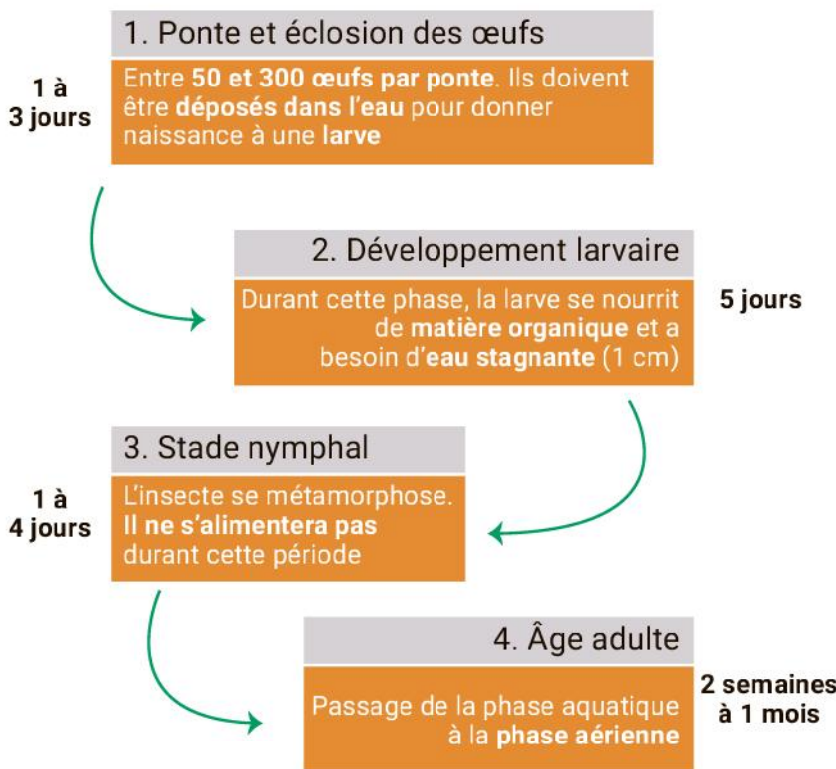 1. Ponte et éclosion des œufs
1 à
3 jours
Entre 50 et 300 œufs par ponte. Ils doivent
être déposés dans l'eau pour donner
naissance à une larve
2. Développement larvaire
Durant cette phase, la larve se nourrit
de matière organique et a
besoin d'eau stagnante (1 cm)
5 jours
3. Stade nymphal
1 à
4 jours
L'insecte se métamorphose.
Il ne s'alimentera pas
durant cette période
4. Âge adulte
Passage de la phase aquatique
à la phase aérienne
2 semaines
à 1 mois